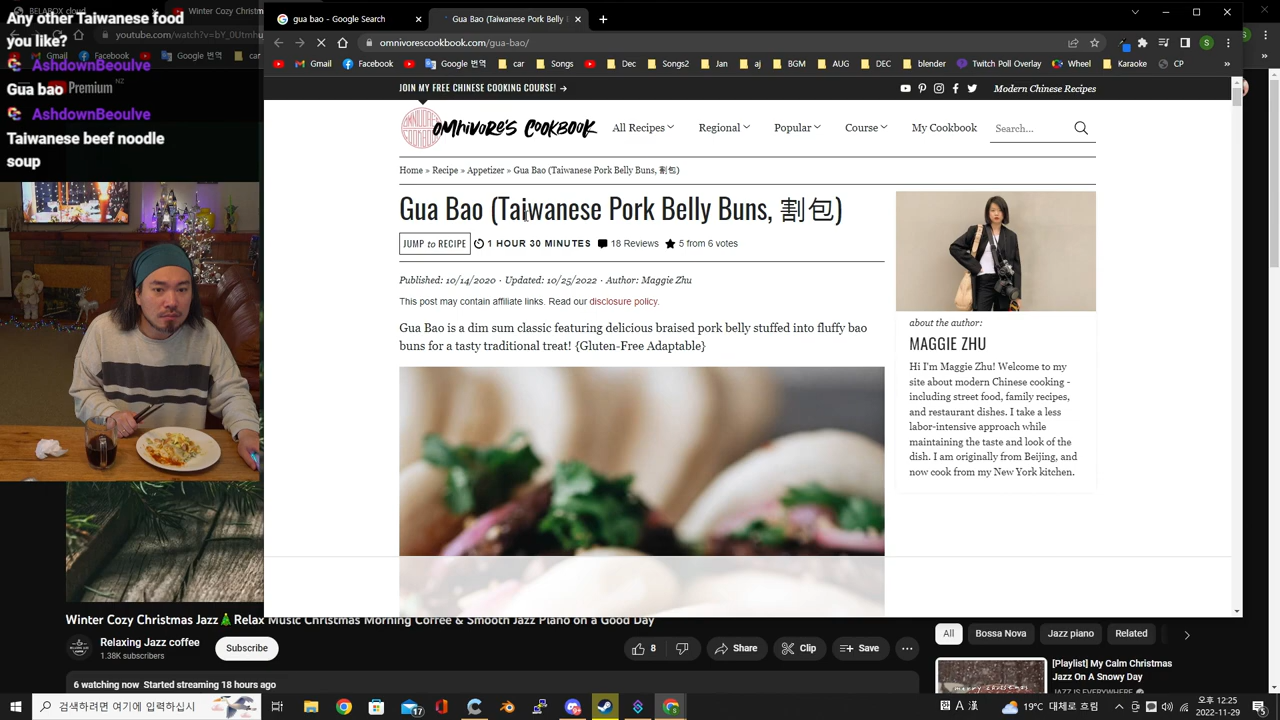 Any other Taiwanese food
you like?
AshdownBeoulve
Gua bao
AshdownBeoulve
Taiwanese beef noodle
soup
gua bao - Google Search
Gua Bao (Taiwanese Pork Belly B
omnivorescookbook.com/gua-bao/
Gmail
Facebook
Google 번역
can
Songs
Dec
Songs2
Jan
AUG
DEC
blendin
Twitch Poll
Overlay
Google
JOIN MY FREE CHINESE COOKING COURSE! →
Modern Chinese Recipes
OMNIVORE'S COOKBOOK
All Recipes
Regional
Popular
Course
My Cookbook
Search...
Home » Recipe » Appetizer » Gua Bao (Taiwanese Pork Belly Buns, 割包)
Gua Bao (Taiwanese Pork Belly Buns, 割包)
JUMP to RECIPE
1 HOUR 30 MINUTES
18 Reviews
5 from 6 votes
Published: 10/14/2020 · Updated: 10/25/2022 · Author: Maggie Zhu
This post may contain affiliate links. Read our disclosure policy.
Gua Bao is a dim sum classic featuring delicious braised pork belly stuffed into fluffy bao
buns for a tasty traditional treat! {Gluten-Free Adaptable}
about the author:
MAGGIE ZHU
Hi I'm Maggie Zhu! Welcome to my
site about modern Chinese cooking -
including street food, family recipes,
and restaurant dishes. I take a less
labor-intensive approach while
maintaining the taste and look of the
dish. I am originally from Beijing, and
now cook from my New York kitchen.
Premium NZ
Winter Cozy Christmas Jazz🎄Relax Music Christmas Morning Coffee & Smooth Jazz Piano on a Good Day
Relaxing Jazz coffee
1.38K subscribers
Subscribe
8
Share
Clip
Save
6 watching now Started streaming 18 hours ago
All
Bossa Nova
Jazz piano
Related
[Playlist] My Calm Christmas
Jazz On A Snowy Day
JAZZ IS EVERYWHERE
검색하려면 여기에 입력하십시
17
19°C 대체로 흐림
A 漢
오후 12:25
2022-11-29